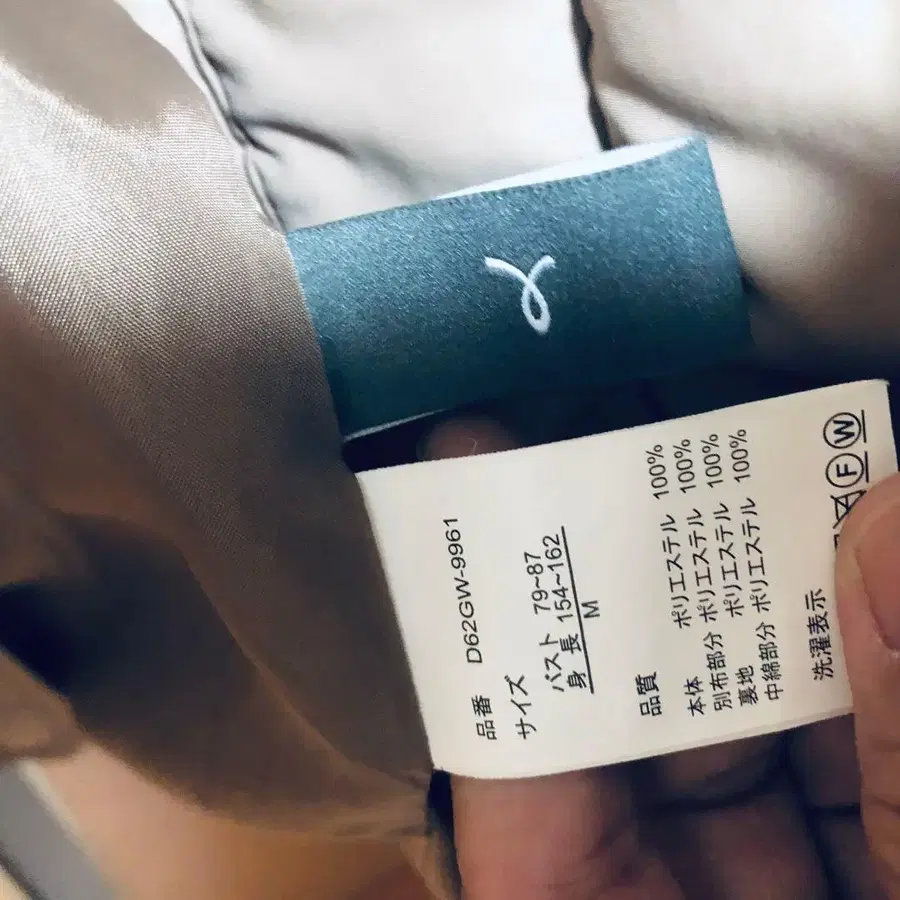 品番 D62GW-9961
サイズ
バスト 79~87
身長 154~162
M
品質
本体 ポリエステル 100%
別布部分 ポリエステル 100%
裏地 ポリエステル 100%
中綿部分 ポリエステル 100%
洗濯表示
F W